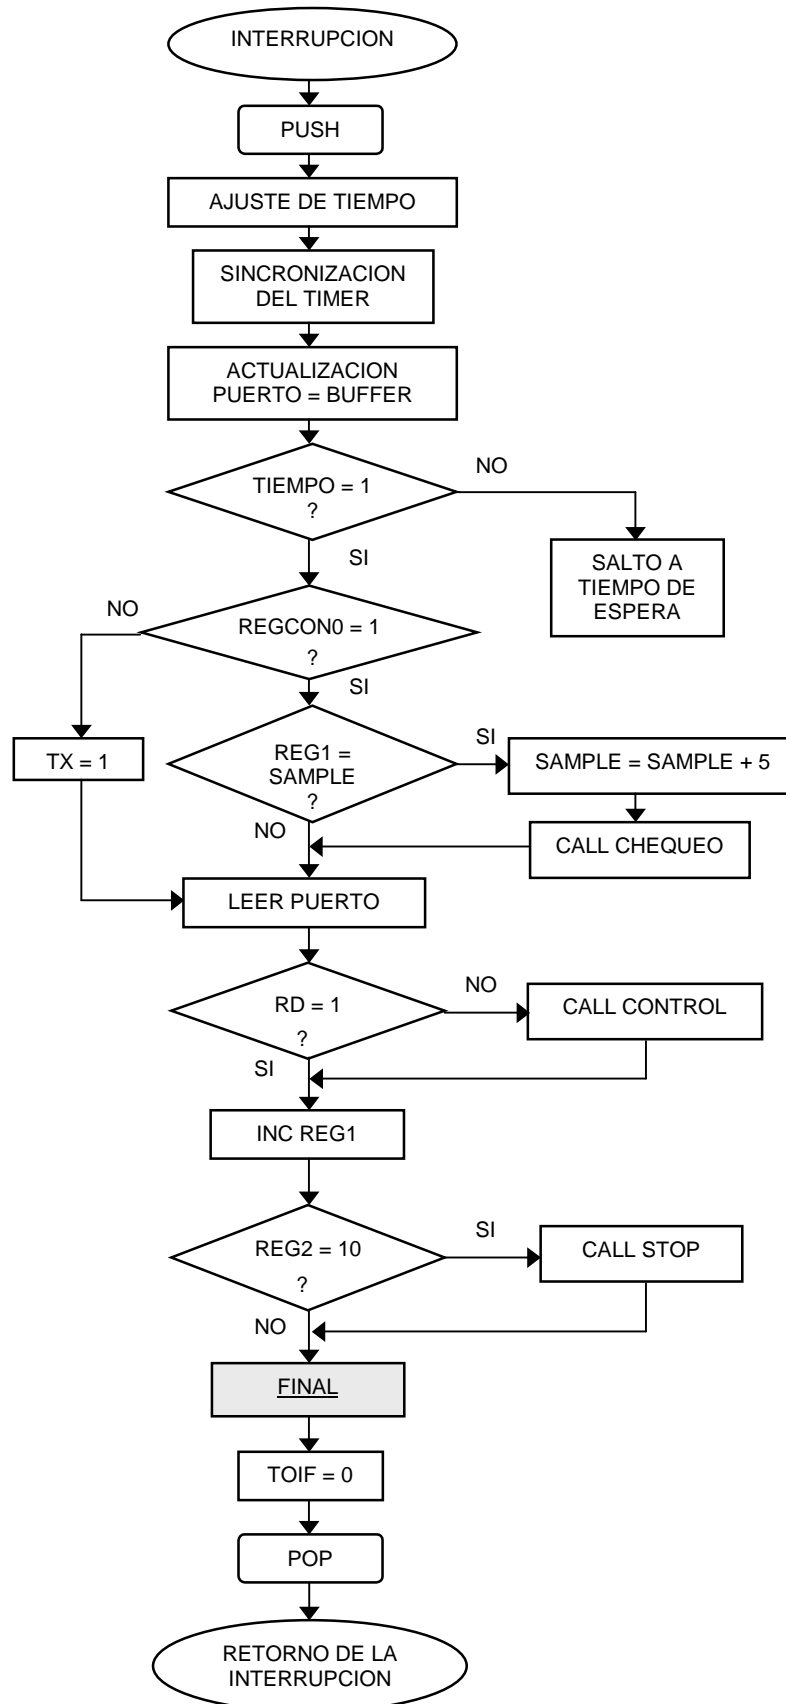 INTERRUPCION
PUSH
AJUSTE DE TIEMPO
SINCRONIZACION
DEL TIMER
ACTUALIZACION
PUERTO = BUFFER
TIEMPO = 1
?
NO
SALTO A
TIEMPO DE
ESPERA
SI
NO
REGCON0 = 1
?
SI
TX = 1
REG1 =
SAMPLE
?
SI
SAMPLE = SAMPLE + 5
NO
CALL CHEQUEO
LEER PUERTO
RD = 1
?
NO
CALL CONTROL
SI
INC REG1
REG2 = 10
?
SI
CALL STOP
NO
FINAL
TOIF = 0
POP
RETORNO DE LA
INTERRUPCION